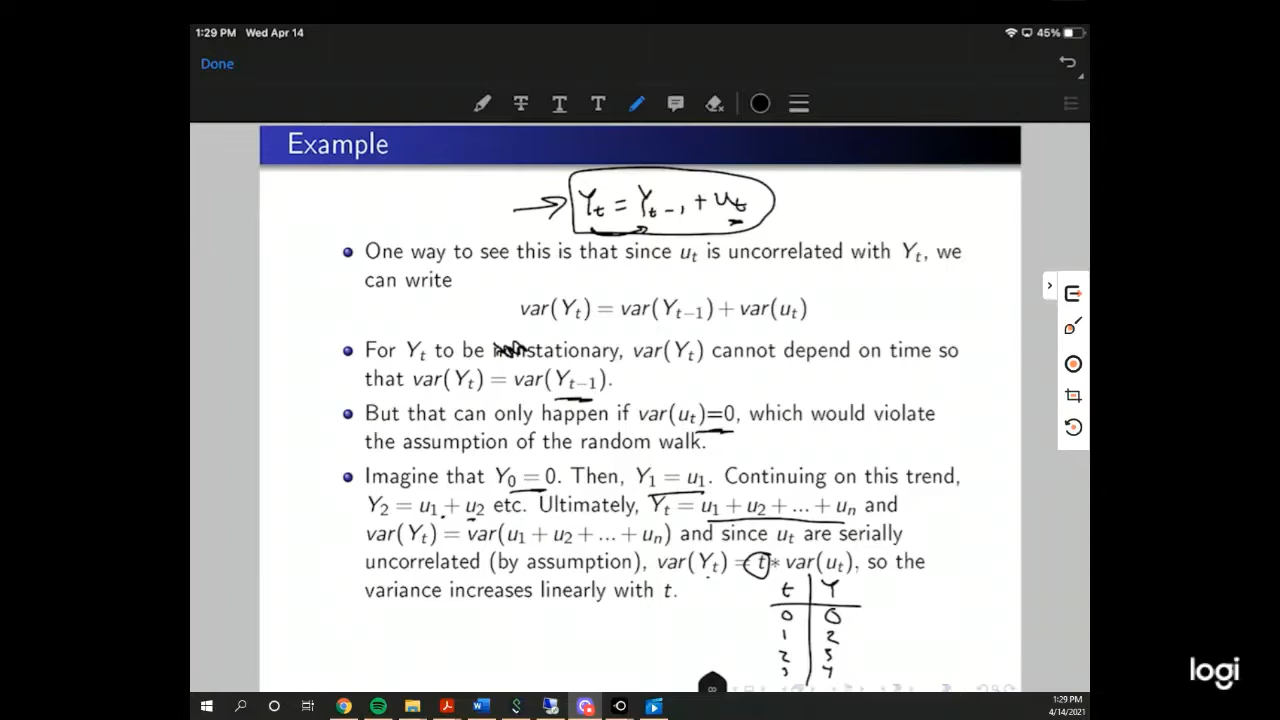 1:29 PM Wed Apr 14
45%
Done
T T T
Example
Yₜ = Yₜ₋₁ + uₜ
One way to see this is that since uₜ is uncorrelated with Yₜ, we
can write
var(Yₜ) = var(Yₜ₋₁) + var(uₜ)
For Yₜ to be stationary, var(Yₜ) cannot depend on time so
that var(Yₜ) = var(Yₜ₋₁).
But that can only happen if var(uₜ)=0, which would violate
the assumption of the random walk.
Imagine that Y₀ = 0. Then, Y₁ = u₁. Continuing on this trend,
Y₂ = u₁ + u₂ etc. Ultimately, Yₜ = u₁ + u₂ + ... + uₙ and
var(Yₜ) = var(u₁ + u₂ + ... + uₙ) and since uₜ are serially
uncorrelated (by assumption), var(Yₜ) = t * var(uₜ), so the
variance increases linearly with t.
t Y
0 0
1 2
2 3
3 4
logi
1:29 PM
4/14/2021